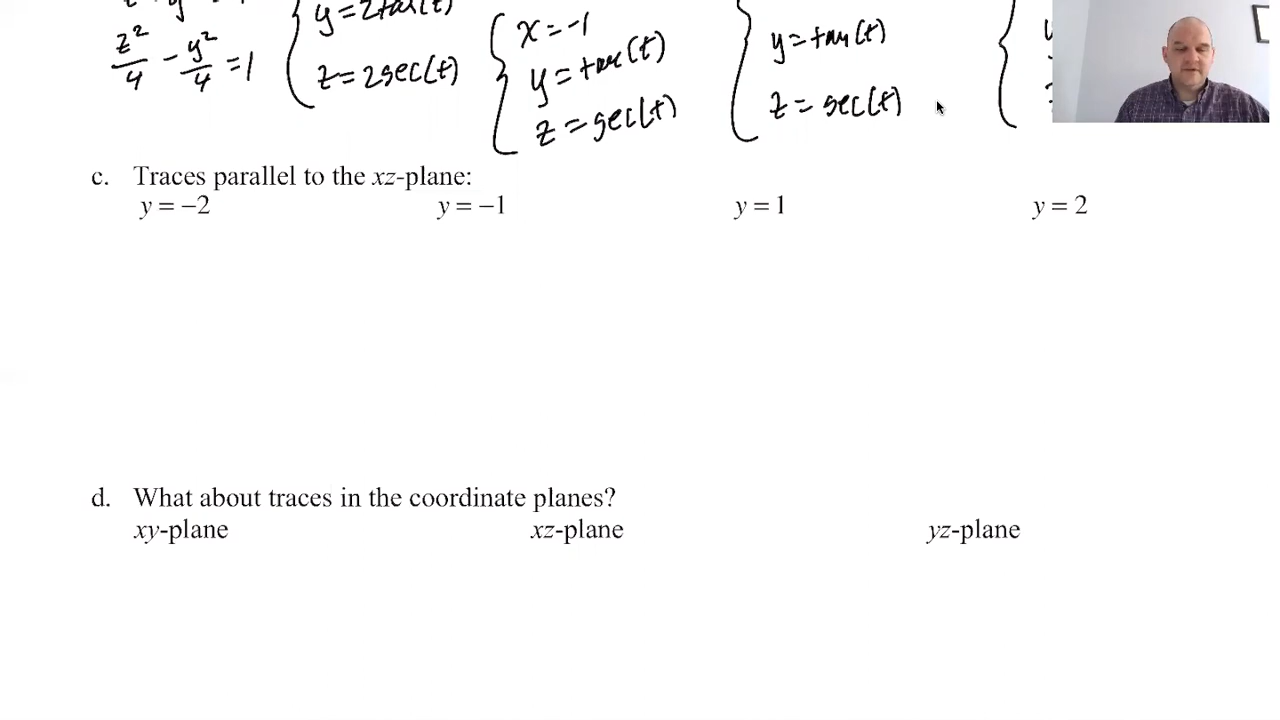 y=2tan(t)
z²/4 − y²/4 =1
z=2sec(t)
x=-1
y=tan(t)
z=sec(t)
y=tan(t)
z=sec(t)
c. Traces parallel to the xz-plane:
y = −2 y = −1 y = 1 y = 2
d. What about traces in the coordinate planes?
xy-plane xz-plane yz-plane